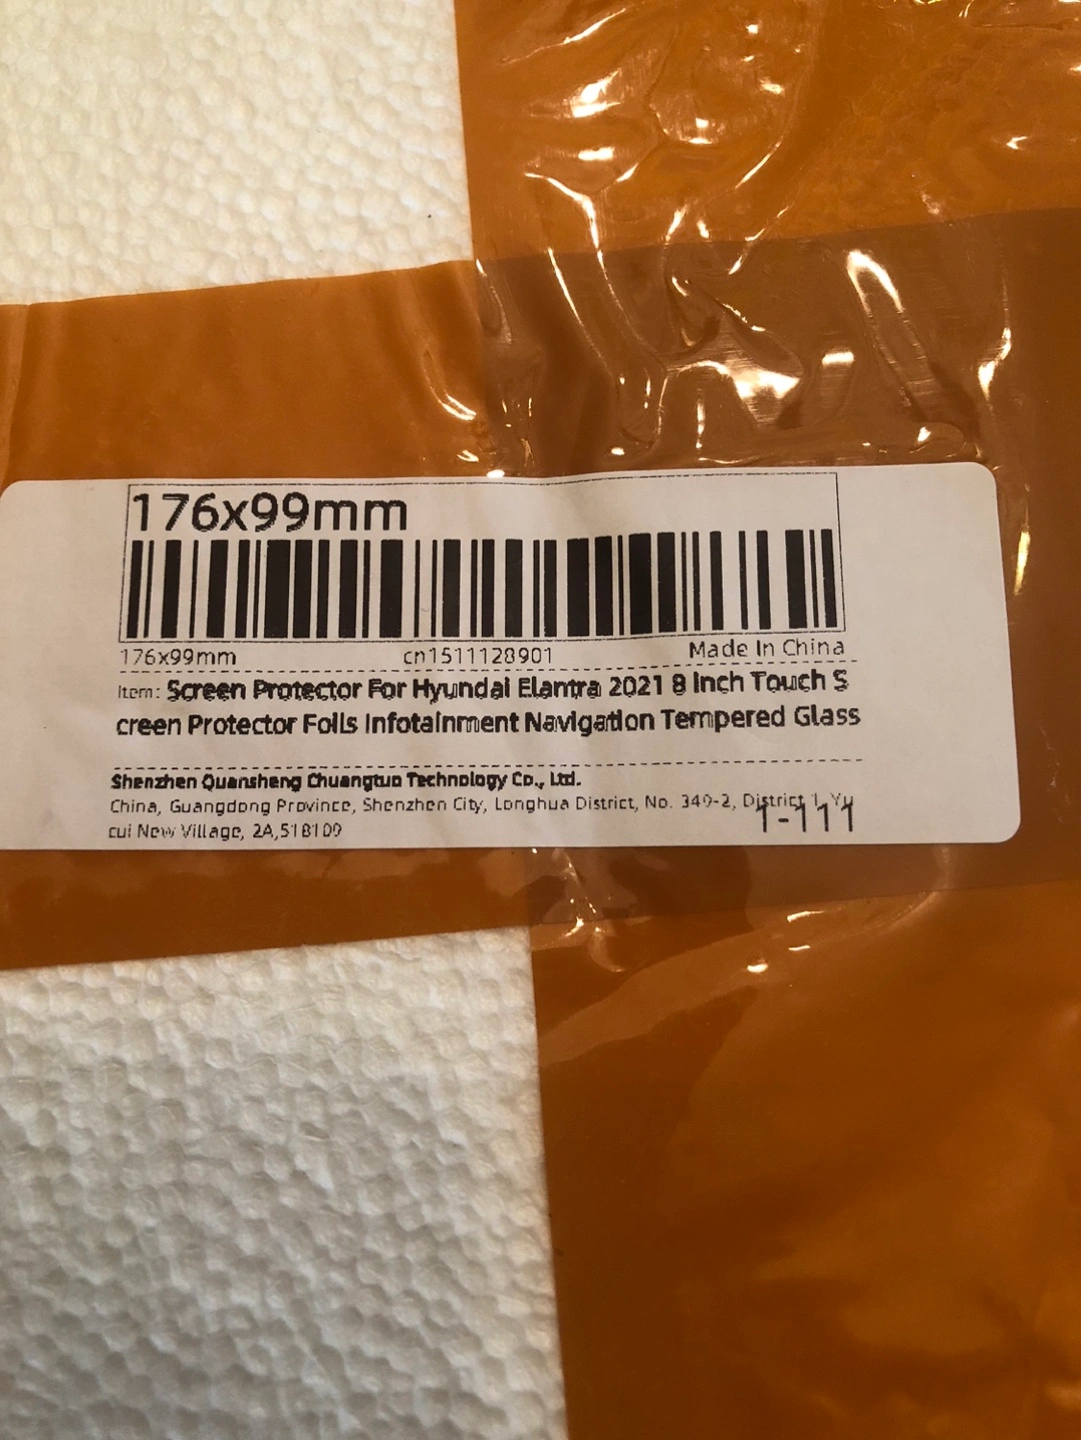 176x99mm
176x99mm cn1511128901 Made In China
Item: Screen Protector For Hyundai Elantra 2021 8 Inch Touch S
creen Protector Foils Infotainment Navigation Tempered Glass
Shenzhen Quansheng Chuangtuo Technology Co., Ltd.
China, Guangdong Province, Shenzhen City, Longhua District, No. 340-2, District 1, Yu
cui New Village, 2A,518109
1-111